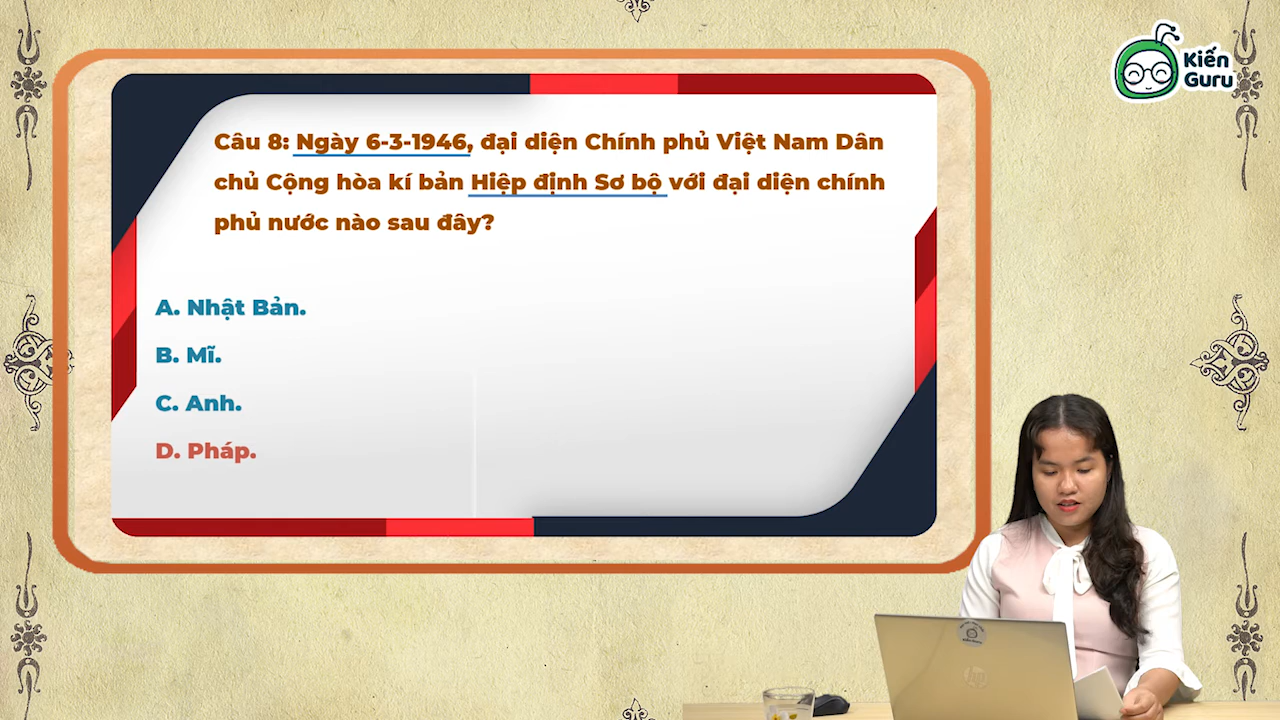 Kiến
Guru
Câu 8: Ngày 6-3-1946, đại diện Chính phủ Việt Nam Dân
chủ Cộng hòa kí bản Hiệp định Sơ bộ với đại diện chính
phủ nước nào sau đây?
A. Nhật Bản.
B. Mĩ.
C. Anh.
D. Pháp.
hp